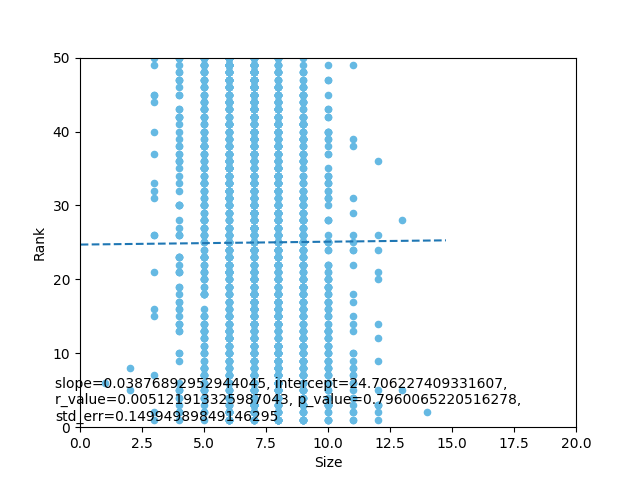 50
40
30
20
10
0
Rank
slope=0.03876892952944045, intercept=24.706227409331607,
r_value=0.005121913325987043, p_value=0.7960065220516278,
std_err=0.14994989849146295
0.0 2.5 5.0 7.5 10.0 12.5 15.0 17.5 20.0
Size